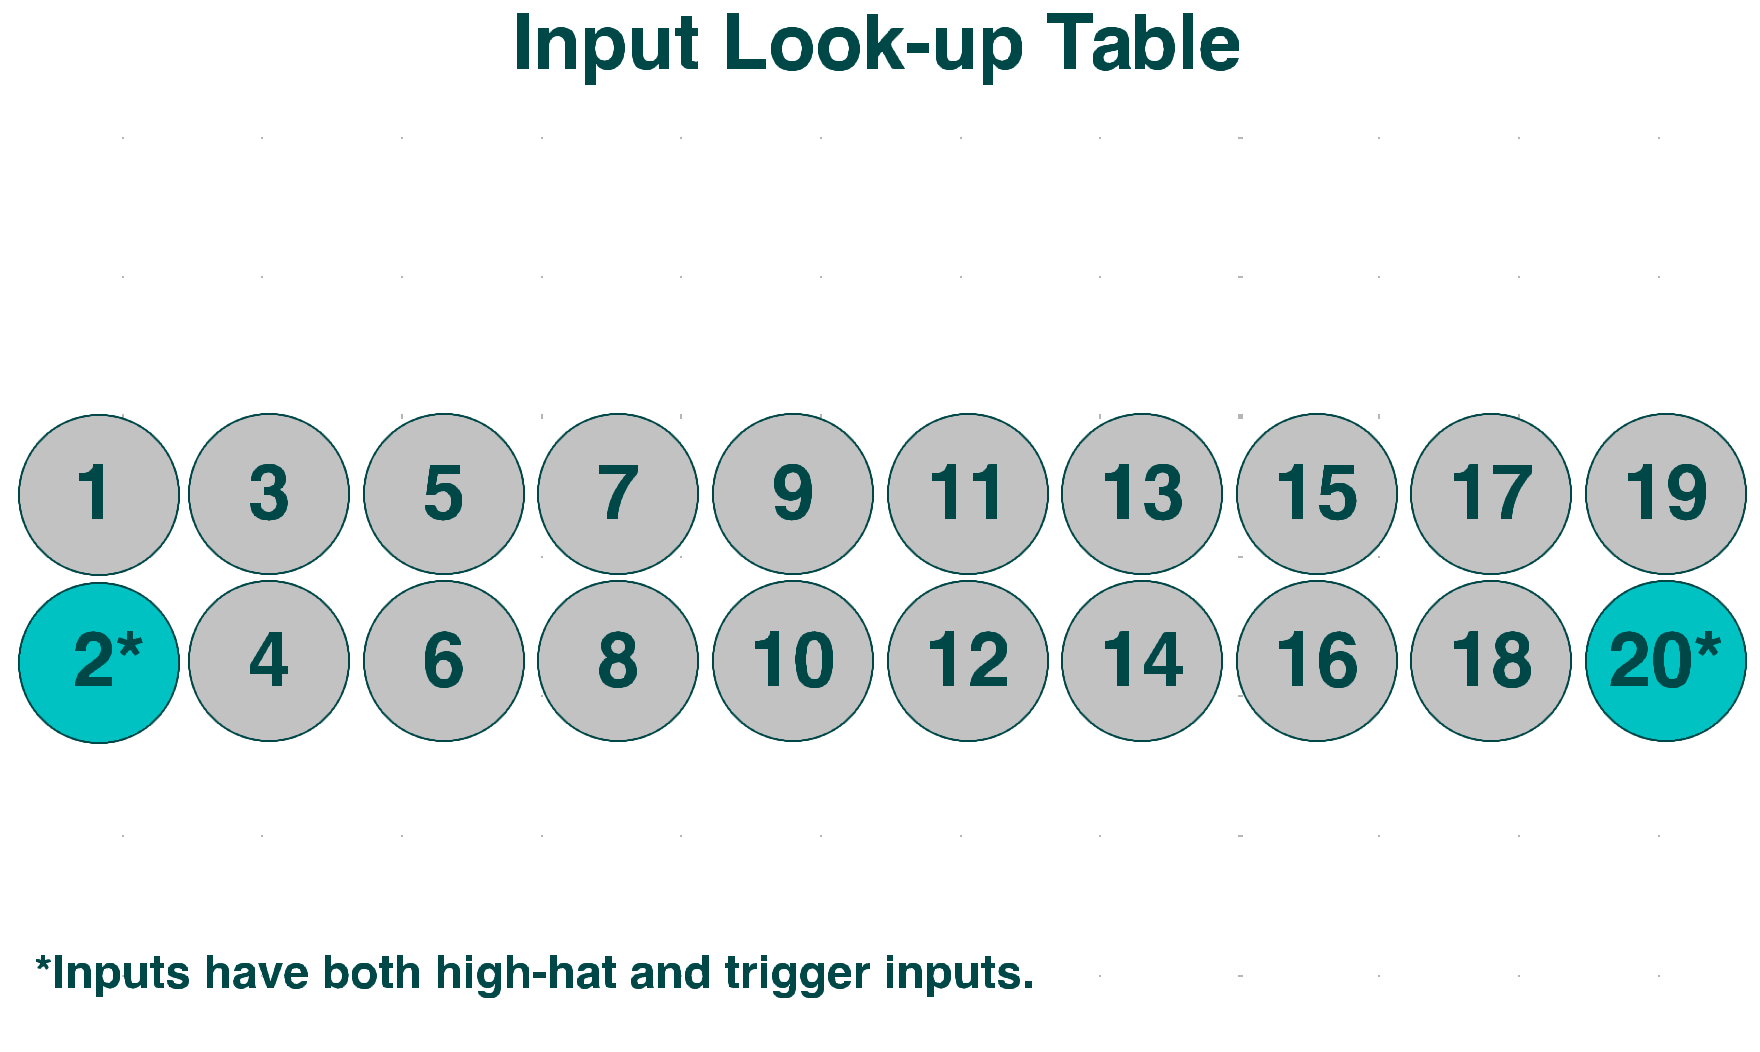 Input Look-up Table
1 3 5 7 9 11 13 15 17 19
2* 4 6 8 10 12 14 16 18 20*
*Inputs have both high-hat and trigger inputs.